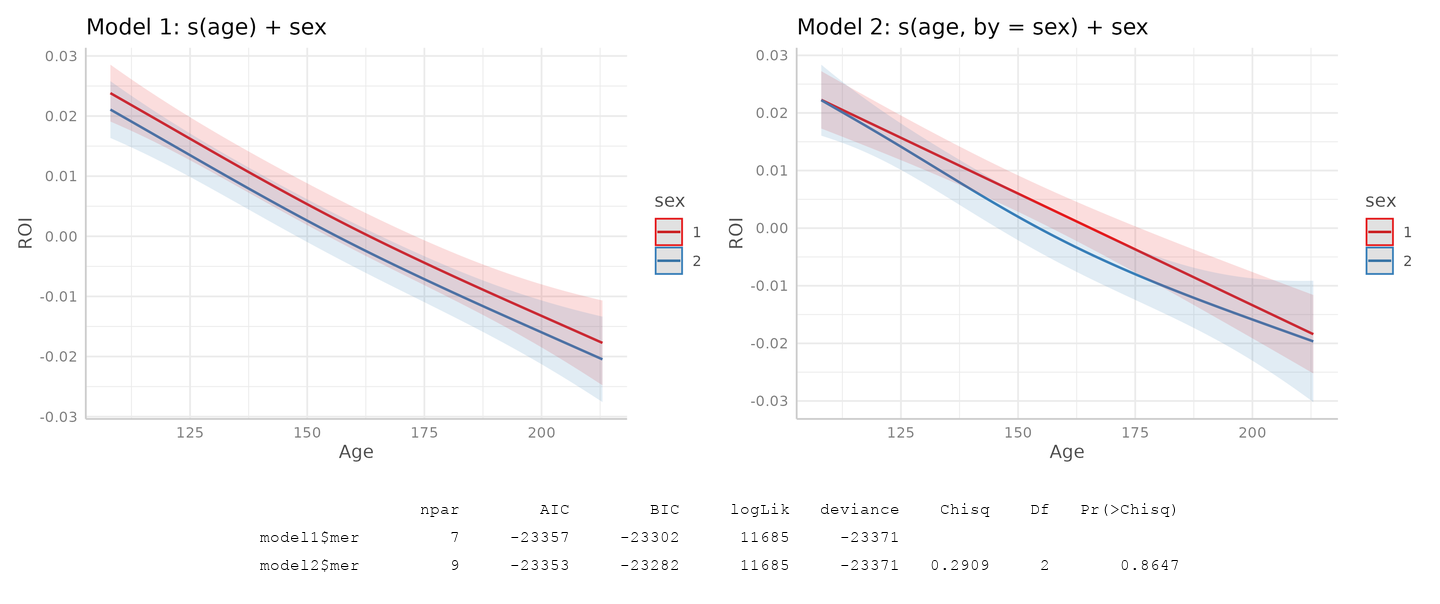 Model 1: s(age) + sex
0.03
0.02
0.01
0.00
-0.01
-0.02
-0.03
ROI
125 150 175 200
Age
sex
1
2
Model 2: s(age, by = sex) + sex
0.03
0.02
0.01
0.00
-0.01
-0.02
-0.03
ROI
125 150 175 200
Age
sex
1
2
npar AIC BIC logLik deviance Chisq Df Pr(>Chisq)
model1$mer 7 -23357 -23302 11685 -23371
model2$mer 9 -23353 -23282 11685 -23371 0.2909 2 0.8647